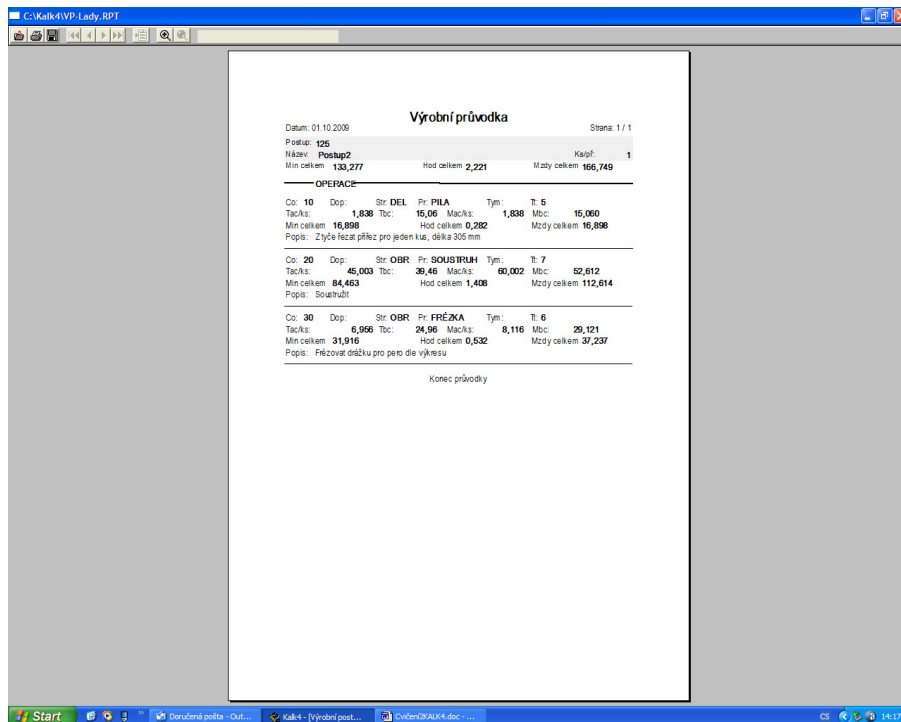 C:\Kalk4\VP-Lady.RPT
Výrobní průvodka
Datum: 01.10.2009 Strana: 1 / 1
Postup: 125
Název: Postup2 Ks/př: 1
Min celkem 133,277 Hod celkem 2,221 Mzdy celkem 166,749
OPERACE
Co: 10 Dop: Str: DEL Pr: PILA Tym: Tt: 5
Tac/ks: 1,838 Tbc: 15,06 Mac/ks: 1,838 Mbc: 15,060
Min celkem 16,898 Hod celkem 0,282 Mzdy celkem 16,898
Popis: Ztyče řezat přířez pro jeden kus, délka 305 mm
Co: 20 Dop: Str: OBR Pr: SOUSTRUH Tym: Tt: 7
Tac/ks: 45,003 Tbc: 39,46 Mac/ks: 60,002 Mbc: 52,612
Min celkem 84,463 Hod celkem 1,408 Mzdy celkem 112,614
Popis: Soustružit
Co: 30 Dop: Str: OBR Pr: FRÉZKA Tym: Tt: 6
Tac/ks: 6,956 Tbc: 24,96 Mac/ks: 8,116 Mbc: 29,121
Min celkem 31,916 Hod celkem 0,532 Mzdy celkem 37,237
Popis: Frézovat drážku pro pero dle výkresu
Konec průvodky
Start Doručená pošta - Out... Kalk4 - [Výrobní post... Cvičení2KALK4.doc - ... CS 14:17